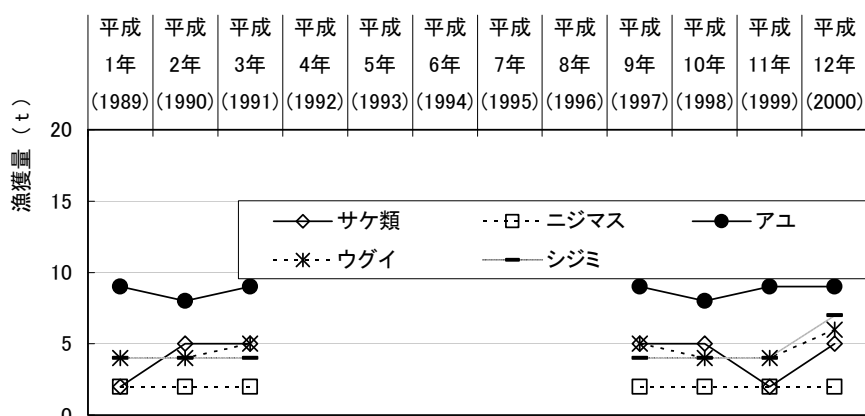 平成 平成 平成 平成 平成 平成 平成 平成 平成 平成 平成 平成
1年 2年 3年 4年 5年 6年 7年 8年 9年 10年 11年 12年
(1989) (1990) (1991) (1992) (1993) (1994) (1995) (1996) (1997) (1998) (1999) (2000)
漁獲量(t)
20
15
10
5
0
サケ類 ニジマス アユ
ウグイ シジミ